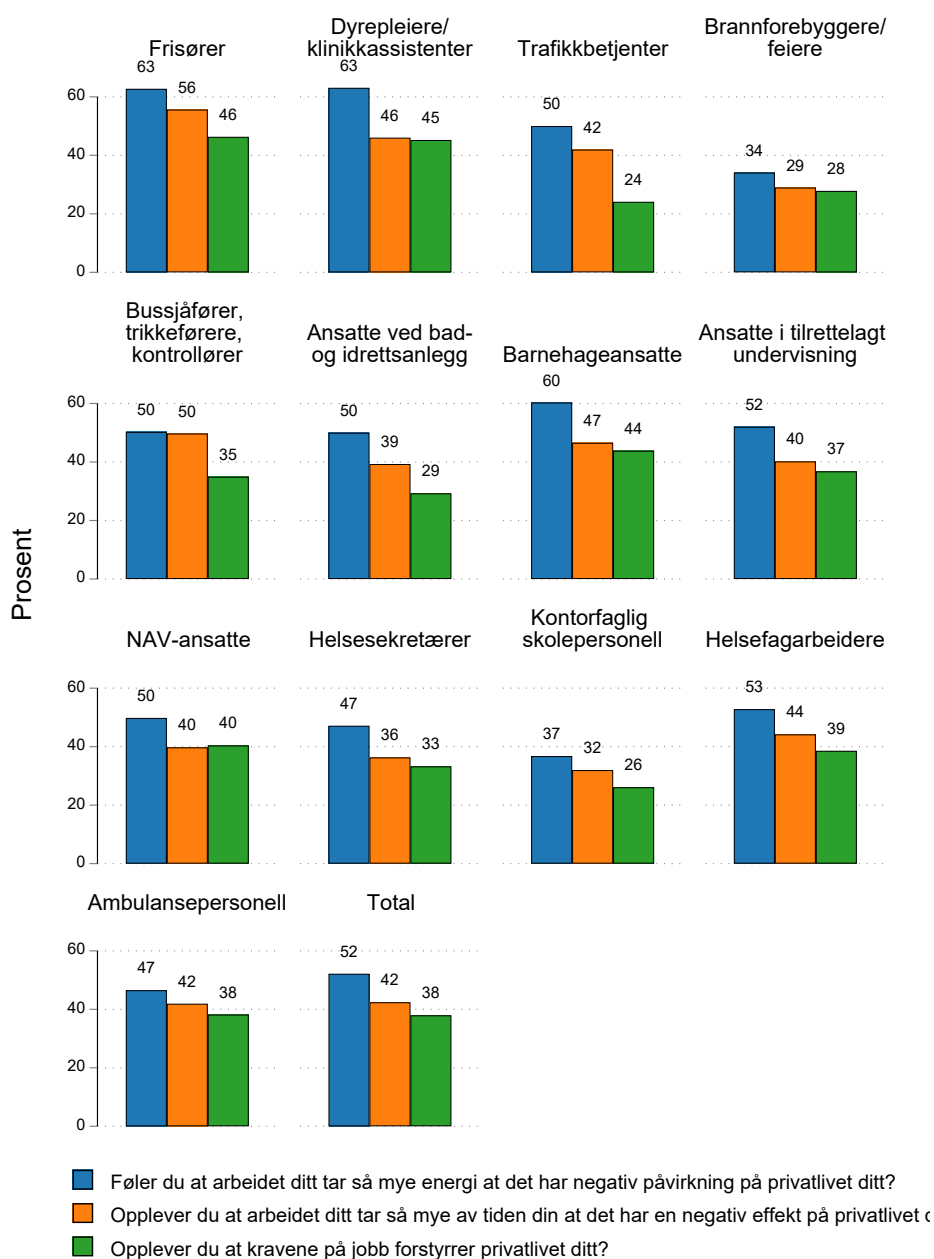 Frisører
Dyrepleiere/
klinikkassistenter
Trafikkbetjenter
Brannforebyggere/
feiere
63
56
46
63
46
45
50
42
24
34
29
28
60
40
20
0
Bussjåfører,
trikkeførere,
kontrollører
Ansatte ved bad-
og idrettsanlegg
Barnehageansatte
Ansatte i tilrettelagt
undervisning
50
50
35
50
39
29
60
47
44
52
40
37
60
40
20
0
Prosent
NAV-ansatte
Helsesekretærer
Kontorfaglig
skolepersonell
Helsefagarbeidere
50
40
40
47
36
33
37
32
26
53
44
39
60
40
20
0
Ambulansepersonell
Total
47
42
38
52
42
38
60
40
20
0
Føler du at arbeidet ditt tar så mye energi at det har negativ påvirkning på privatlivet ditt?
Opplever du at arbeidet ditt tar så mye av tiden din at det har en negativ effekt på privatlivet
Opplever du at kravene på jobb forstyrrer privatlivet ditt?